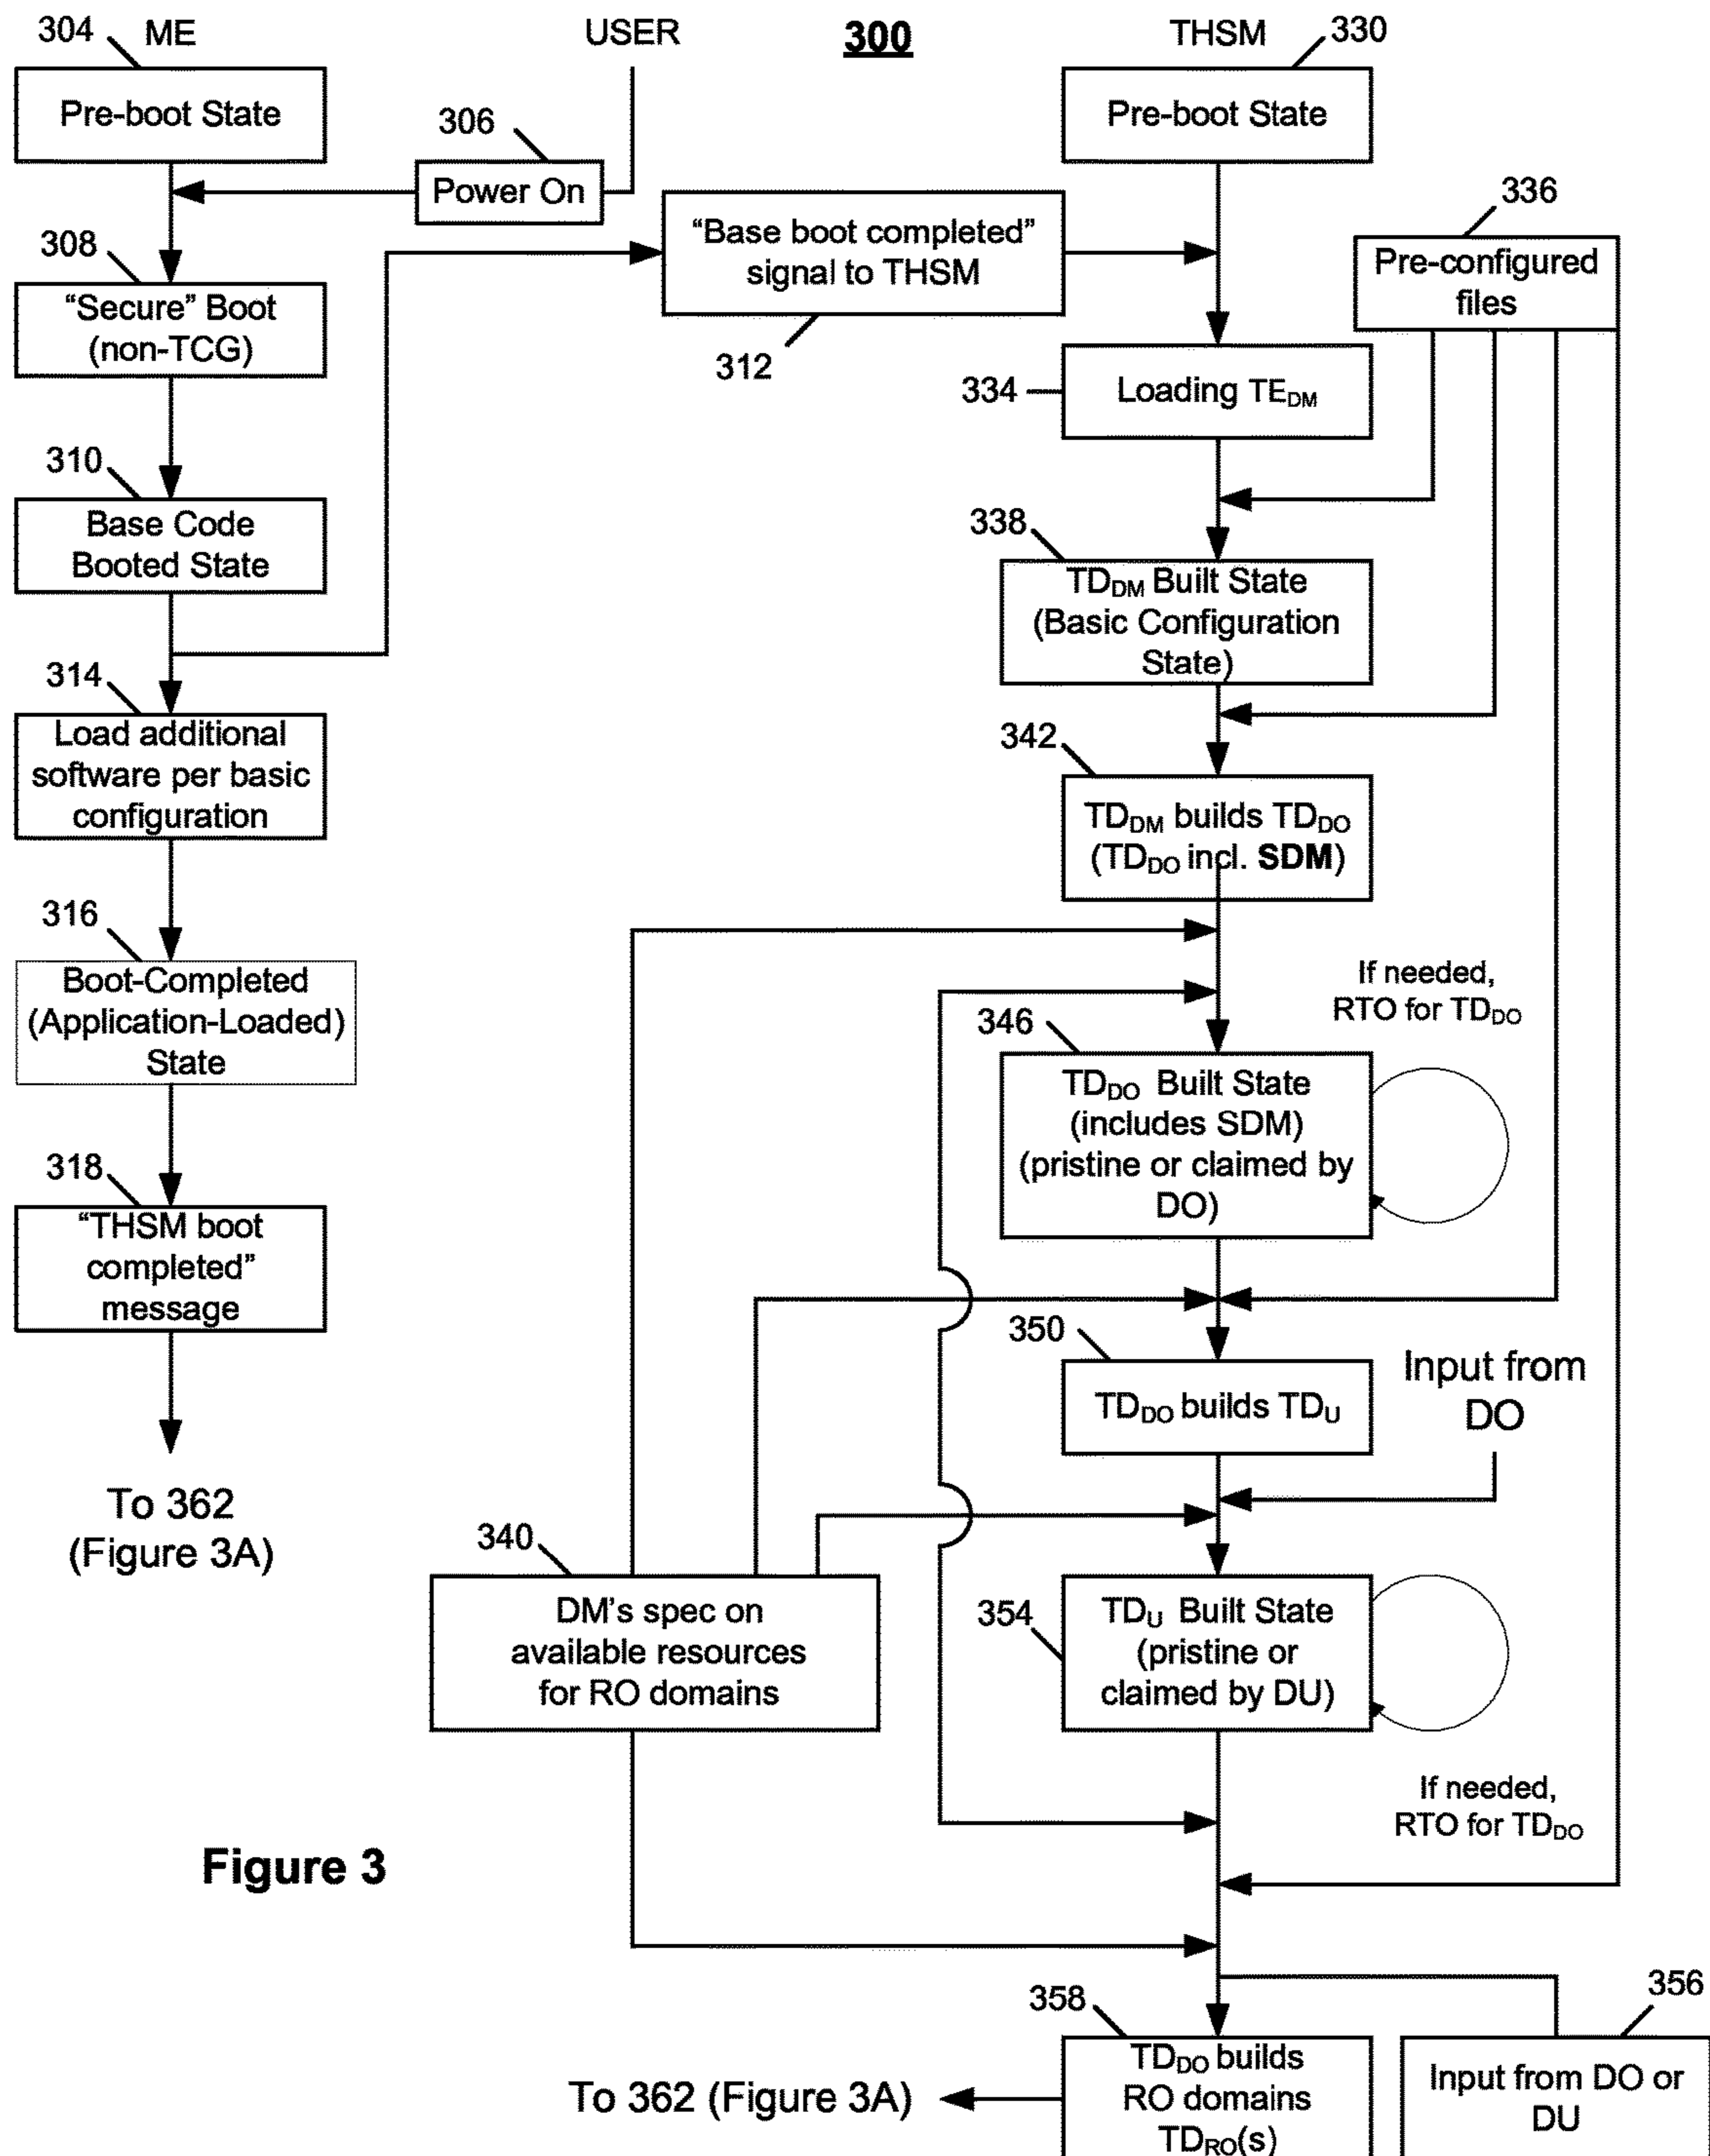 304
ME
USER
300
THSM
330
Pre-boot State
306
Power On
Pre-boot State
336
308
“Secure” Boot
(non-TCG)
“Base boot completed”
signal to THSM
312
Pre-configured
files
334
Loading TEDM
310
Base Code
Booted State
338
TDDM Built State
(Basic Configuration
State)
314
Load additional
software per basic
configuration
342
TDDM builds TDDO
(TDDO incl. SDM)
316
Boot-Completed
(Application-Loaded)
State
If needed,
RTO for TDDO
346
TDDO Built State
(includes SDM)
(pristine or claimed by
DO)
318
“THSM boot
completed”
message
350
TDDO builds TDU
Input from
DO
To 362
(Figure 3A)
340
DM’s spec on
available resources
for RO domains
354
TDU Built State
(pristine or
claimed by DU)
If needed,
RTO for TDDO
Figure 3
358
356
TDDO builds
RO domains
TDRO(s)
Input from DO or
DU
To 362 (Figure 3A)